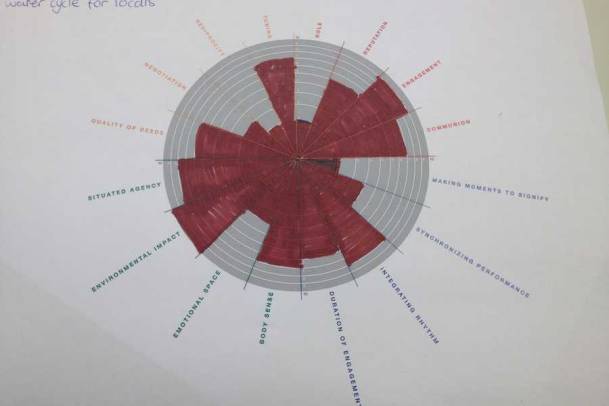 water cycle for locals
TUNING
ROLE
REPUTATION
ENGAGEMENT
COMMUNION
MAKING MOMENTS TO SIGNIFY
SYNCHRONIZING PERFORMANCE
INTEGRATING RHYTHM
DURATION OF ENGAGEMENT
BODY SENSE
EMOTIONAL SPACE
ENVIRONMENTAL IMPACT
SITUATED AGENCY
QUALITY OF DEEDS
NEGOTIATION
RECIPROCITY